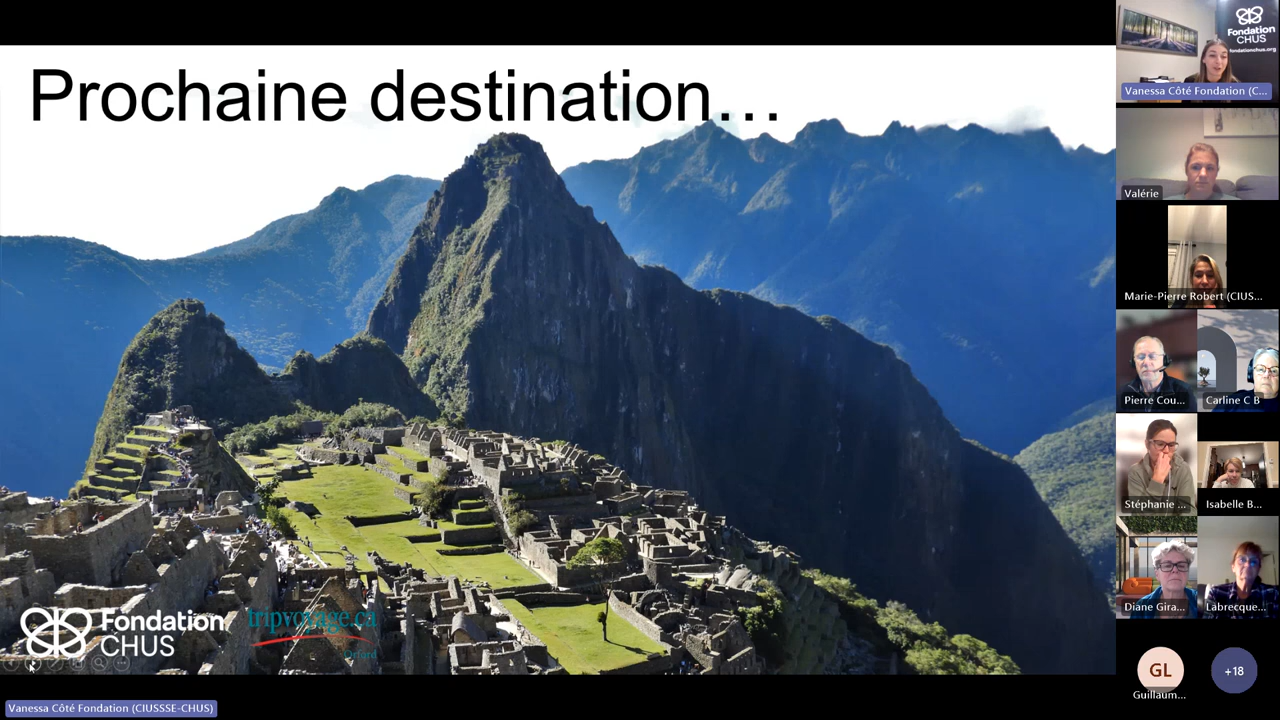 Prochaine destination…
Fondation
CHUS
tripvoyage.ca
Orford
Vanessa Côté Fondation (CIUSSSE-CHUS)
Fondation
CHUS
fondationchus.org
Vanessa Côté Fondation (C...
Valérie
Marie-Pierre Robert (CIUS...
Pierre Cou...
Carline C B
Stéphanie ...
Isabelle B...
Diane Gira...
Labrecque...
GL
Guillaum...
+18